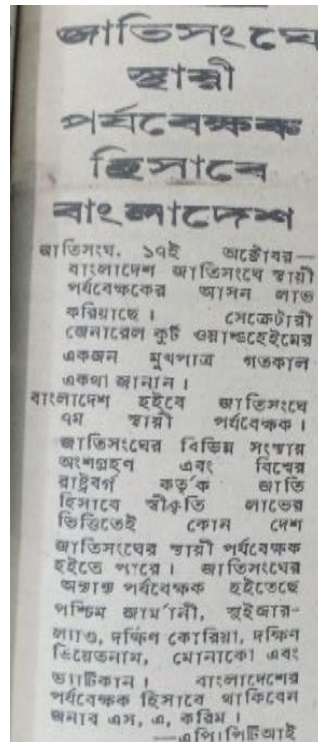 জাতিসংঘে
স্থায়ী
পর্যবেক্ষক
হিসাবে
বাংলাদেশ
জাতিসংঘ, ১৭ই অক্টোবর—
বাংলাদেশ জাতিসংঘে স্থায়ী
পর্যবেক্ষকের আসন লাভ
করিয়াছে। সেক্রেটারী
জেনারেল কুর্ট ওয়াল্ডহেইমের
একজন মুখপাত্র গতকাল
একথা জানান।
বাংলাদেশ হইবে জাতিসংঘে
৭ম স্থায়ী পর্যবেক্ষক।
জাতিসংঘের বিভিন্ন সংস্থায়
অংশগ্রহণ এবং বিশ্বের
রাষ্ট্রবর্গ কর্তৃক জাতি
হিসাবে স্বীকৃতি লাভের
ভিত্তিতেই কোন দেশ
জাতিসংঘের স্থায়ী পর্যবেক্ষক
হইতে পারে। জাতিসংঘের
অন্যান্য পর্যবেক্ষক হইতেছে
পশ্চিম জার্মানী, সুইজার-
ল্যাণ্ড, দক্ষিণ কোরিয়া, দক্ষিণ
ভিয়েতনাম, মোনাকো এবং
ভ্যাটিকান। বাংলাদেশের
পর্যবেক্ষক হিসাবে থাকিবেন
জনাব এস, এ, করিম।
—এপি।পিটিআই